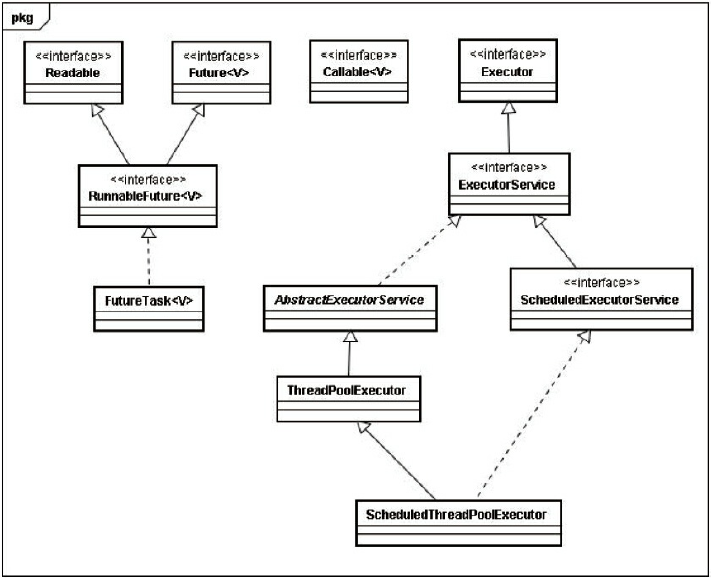 pkg
<<interface>>
Readable
<<interface>>
Future<V>
<<interface>>
Callable<V>
<<interface>>
Executor
<<interface>>
RunnableFuture<V>
<<interface>>
ExecutorService
FutureTask<V>
AbstractExecutorService
<<interface>>
ScheduledExecutorService
ThreadPoolExecutor
ScheduledThreadPoolExecutor